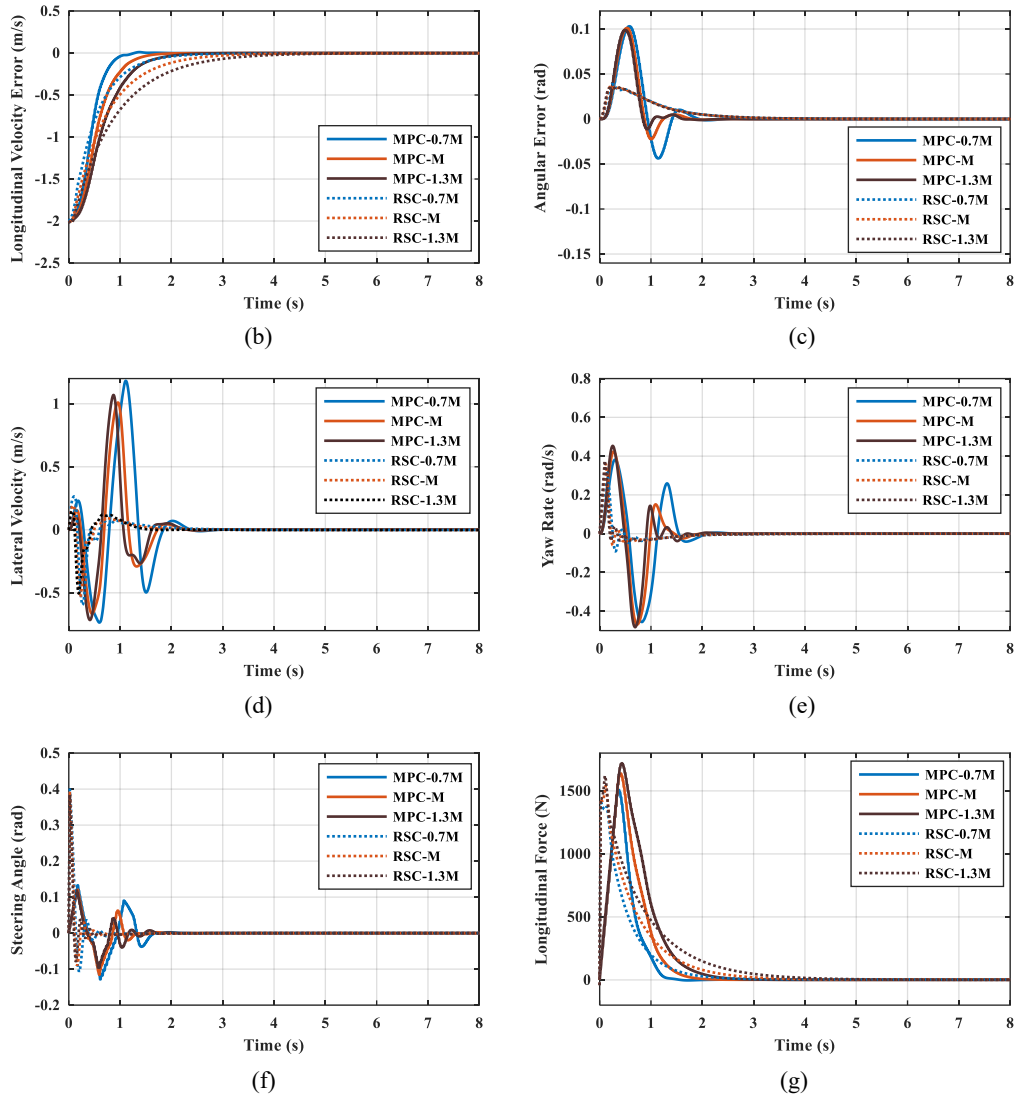 Longitudinal Velocity Error (m/s)
0.5
0
-0.5
-1
-1.5
-2
-2.5
MPC-0.7M
MPC-M
MPC-1.3M
RSC-0.7M
RSC-M
RSC-1.3M
0 1 2 3 4 5 6 7 8
Time (s)
(b)
Angular Error (rad)
0.1
0.05
0
-0.05
-0.1
-0.15
MPC-0.7M
MPC-M
MPC-1.3M
RSC-0.7M
RSC-M
RSC-1.3M
0 1 2 3 4 5 6 7 8
Time (s)
(c)
Lateral Velocity (m/s)
1
0.5
0
-0.5
MPC-0.7M
MPC-M
MPC-1.3M
RSC-0.7M
RSC-M
RSC-1.3M
0 1 2 3 4 5 6 7 8
Time (s)
(d)
Yaw Rate (rad/s)
0.8
0.6
0.4
0.2
0
-0.2
-0.4
MPC-0.7M
MPC-M
MPC-1.3M
RSC-0.7M
RSC-M
RSC-1.3M
0 1 2 3 4 5 6 7 8
Time (s)
(e)
Steering Angle (rad)
0.5
0.4
0.3
0.2
0.1
0
-0.1
-0.2
MPC-0.7M
MPC-M
MPC-1.3M
RSC-0.7M
RSC-M
RSC-1.3M
0 1 2 3 4 5 6 7 8
Time (s)
(f)
Longitudinal Force (N)
1500
1000
500
0
MPC-0.7M
MPC-M
MPC-1.3M
RSC-0.7M
RSC-M
RSC-1.3M
0 1 2 3 4 5 6 7 8
Time (s)
(g)